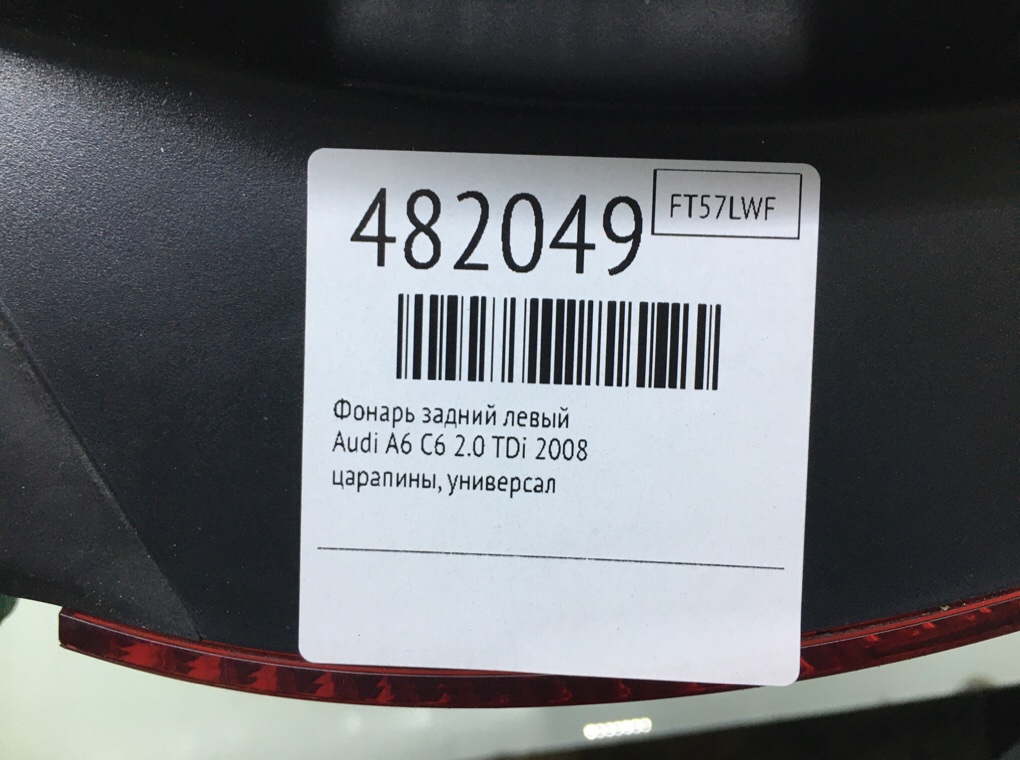 482049
FT57LWF
Фонарь задний левый
Audi A6 C6 2.0 TDi 2008
царапины, универсал